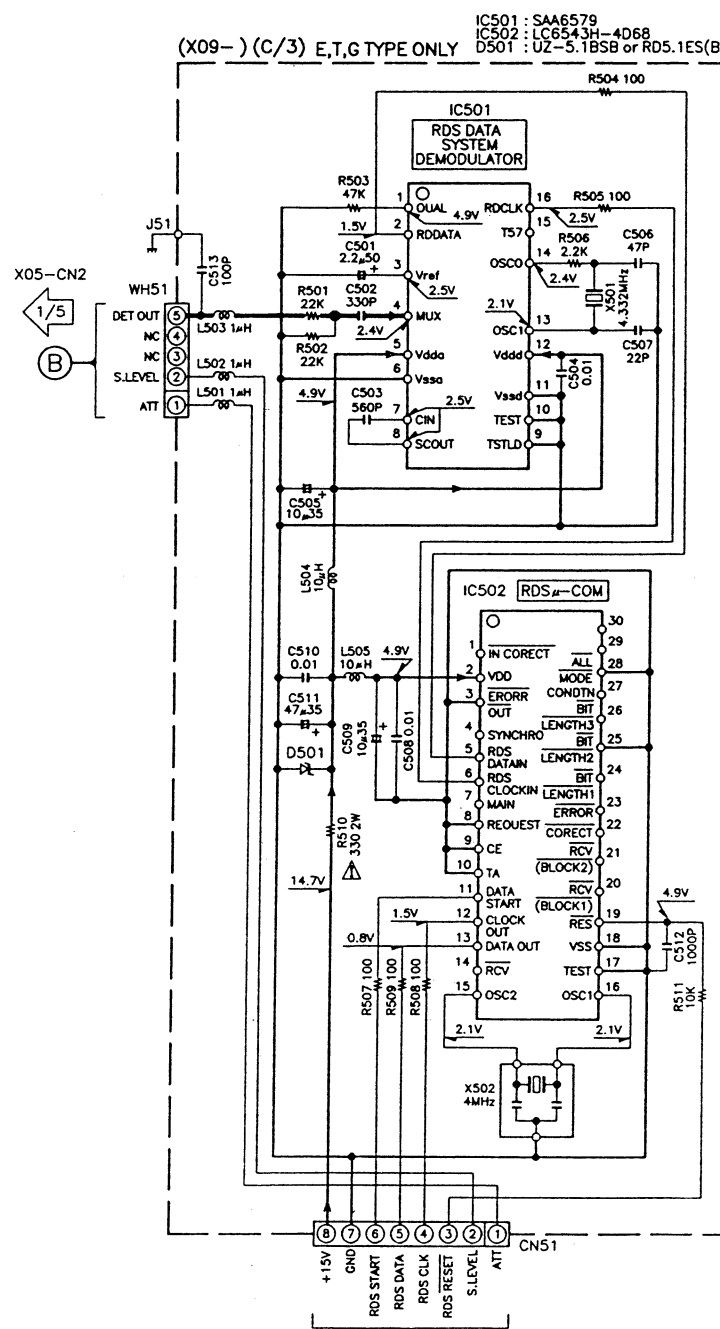 IC501 : SAA6579
IC502 : LC6543H-4D68
(X09- ) (C/3) E,T,G TYPE ONLY
D501 : UZ-5.1BSB or RD5.1ES(B
R504 100
IC501
RDS DATA
SYSTEM
DEMODULATOR
R503
47K
1
QUAL
4.9V
RDCLK
16
R505 100
2.5V
1.5V
2
RDDATA
T57
15
J51
C513
100P
C501
2.2µ50
3
Vref
2.5V
OSCO
14
R506
2.2K
2.4V
C506
47P
X501
4.332MHz
X05-CN2
1/5
B
WH51
DET OUT
5
L503 1µH
R501
22K
C502
330P
4
MUX
2.4V
2.1V
OSC1
13
C507
22P
NC
4
NC
3
R502
22K
5
Vdda
Vddd
12
S.LEVEL
2
L502 1µH
6
Vssa
C504
0.01
4.9V
ATT
1
L501 1µH
C503
560P
2.5V
Vssd
11
7
CIN
TEST
10
8
SCOUT
TSTLD
9
C505
10µ35
L504
10µH
IC502
RDSµ-COM
30
29
1
IN CORECT
ALL
28
C510
0.01
L505
10µH
4.9V
2
VDD
MODE
CONDTN
27
3
ERORR
OUT
BIT
26
C511
47µ35
C509
10µ35
C508 0.01
4
SYNCHRO
LENGTH3
BIT
25
D501
5
RDS
DATAIN
LENGTH2
BIT
24
6
RDS
CLOCKIN
LENGTH1
7
MAIN
ERROR
23
R510
330 2W
8
REQUEST
CORECT
22
9
CE
RCV
21
(BLOCK2)
10
TA
RCV
20
14.7V
11
DATA
START
(BLOCK1)
4.9V
1.5V
12
CLOCK
OUT
RES
19
0.8V
13
DATA OUT
VSS
18
C512
1000P
R507 100
R509 100
R508 100
14
RCV
TEST
17
R511
10K
15
OSC2
OSC1
16
2.1V
2.1V
X502
4MHz
8
7
6
5
4
3
2
1
CN51
+15V
GND
RDS START
RDS DATA
RDS CLK
RDS RESET
S.LEVEL
ATT